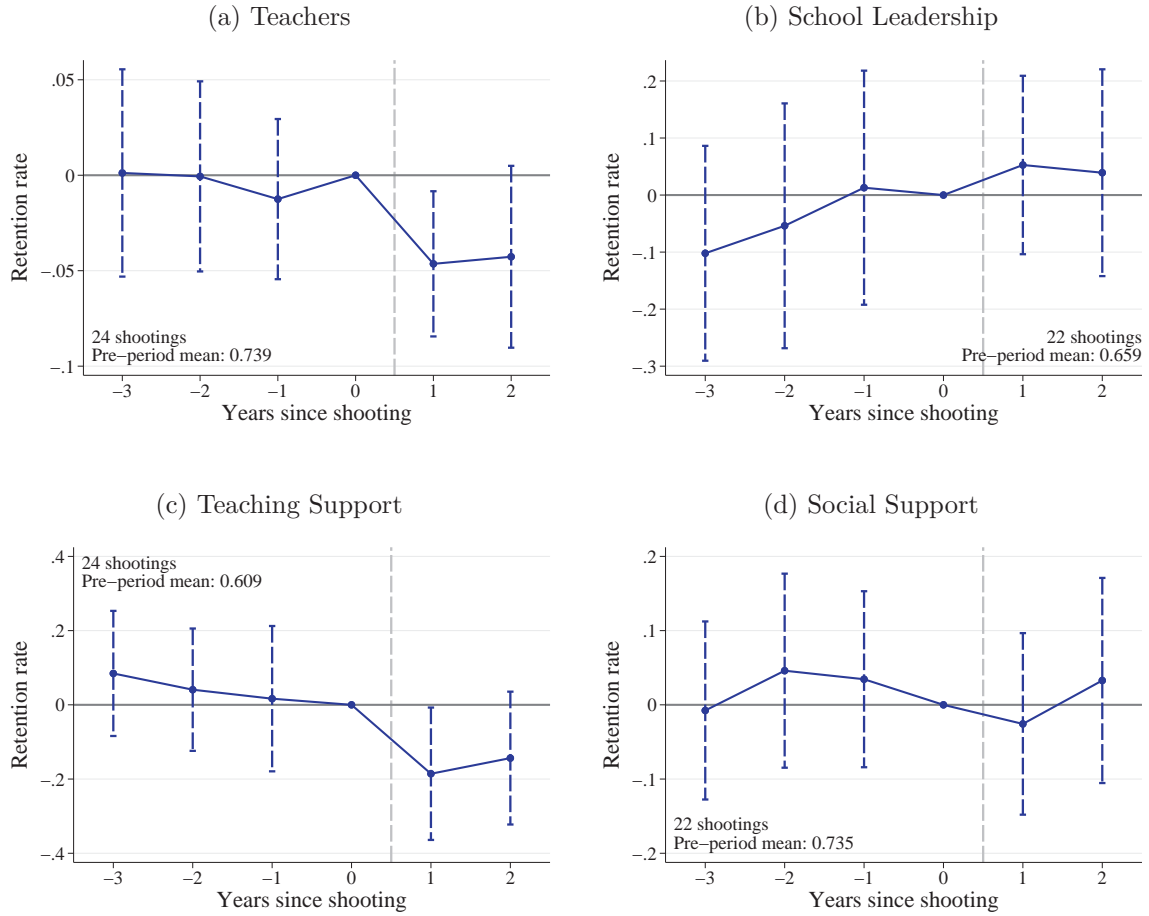 (a) Teachers
.05
0
−.05
−.1
Retention rate
24 shootings
Pre−period mean: 0.739
−3 −2 −1 0 1 2
Years since shooting
(b) School Leadership
.2
.1
0
−.1
−.2
−.3
Retention rate
22 shootings
Pre−period mean: 0.659
−3 −2 −1 0 1 2
Years since shooting
(c) Teaching Support
.4
.2
0
−.2
−.4
Retention rate
24 shootings
Pre−period mean: 0.609
−3 −2 −1 0 1 2
Years since shooting
(d) Social Support
.2
.1
0
−.1
−.2
Retention rate
22 shootings
Pre−period mean: 0.735
−3 −2 −1 0 1 2
Years since shooting